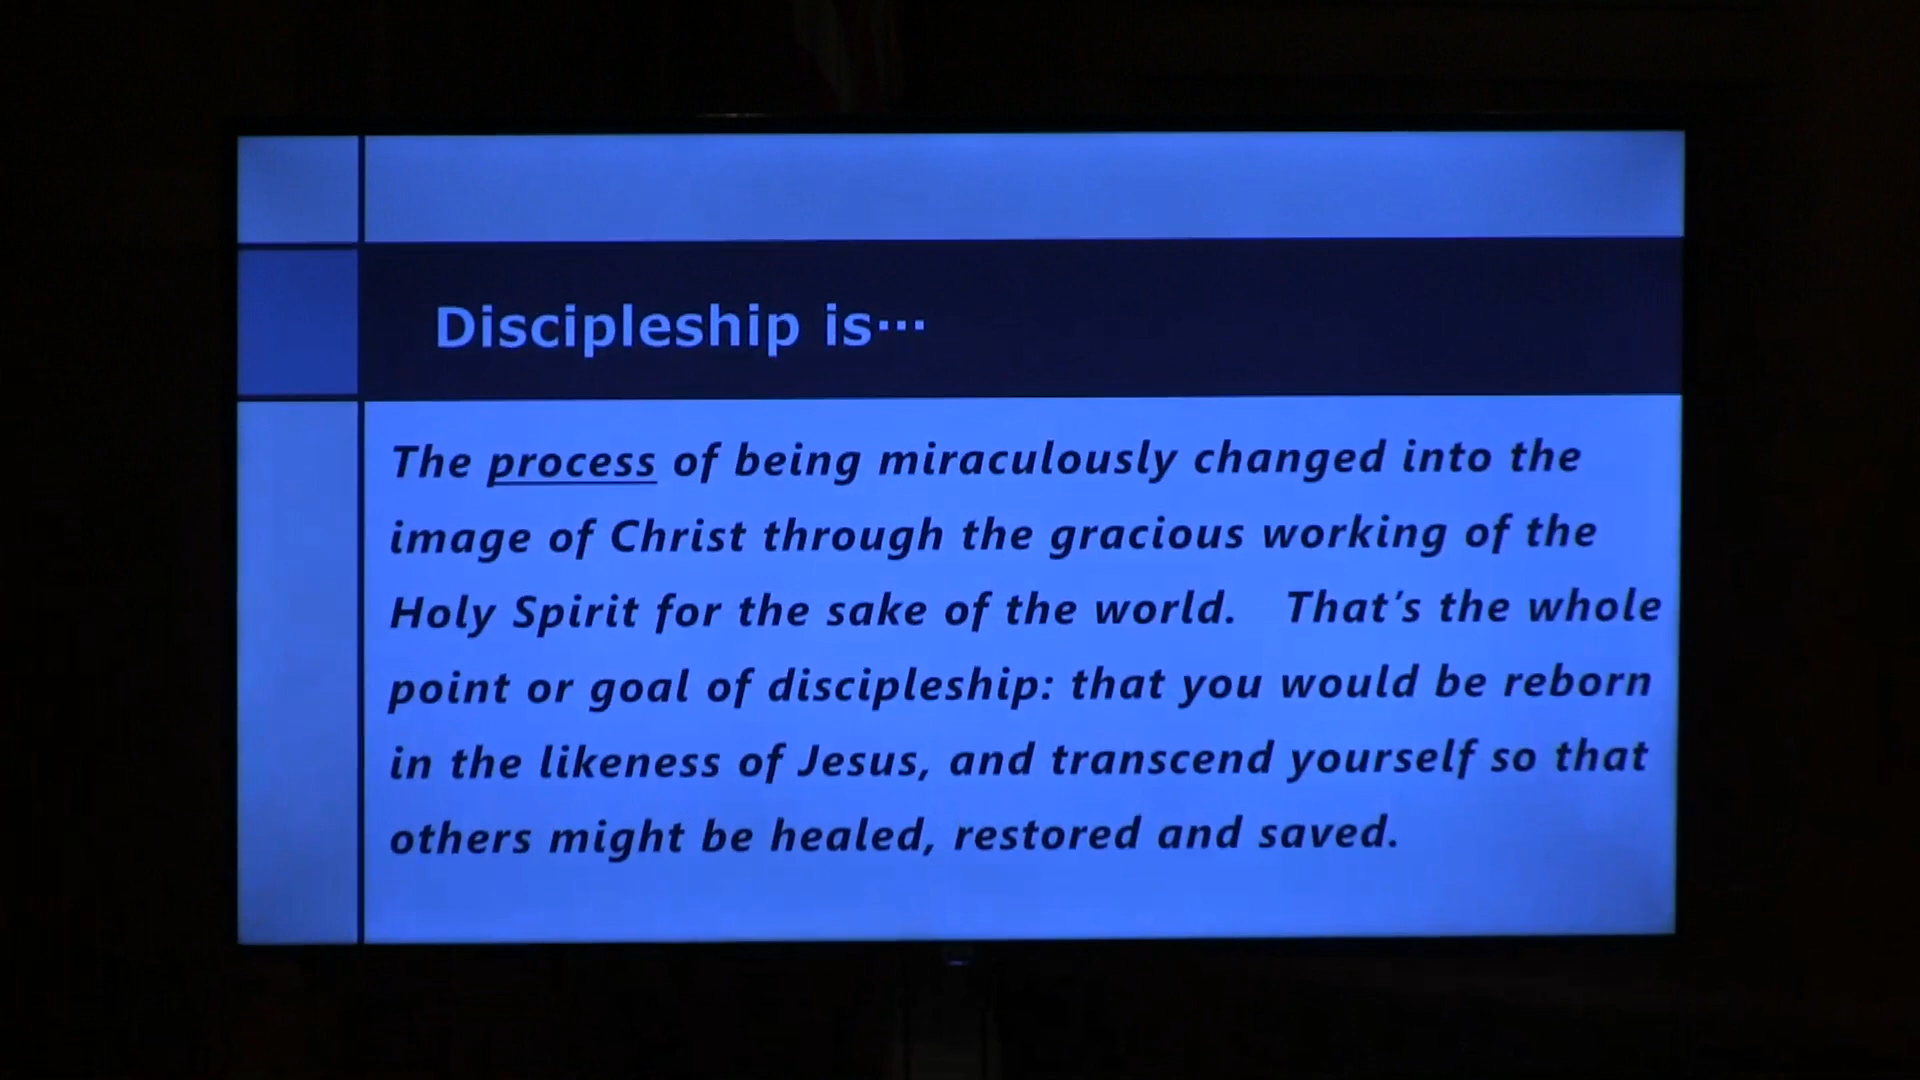 Discipleship is…
The process of being miraculously changed into the
image of Christ through the gracious working of the
Holy Spirit for the sake of the world. That's the whole
point or goal of discipleship: that you would be reborn
in the likeness of Jesus, and transcend yourself so that
others might be healed, restored and saved.